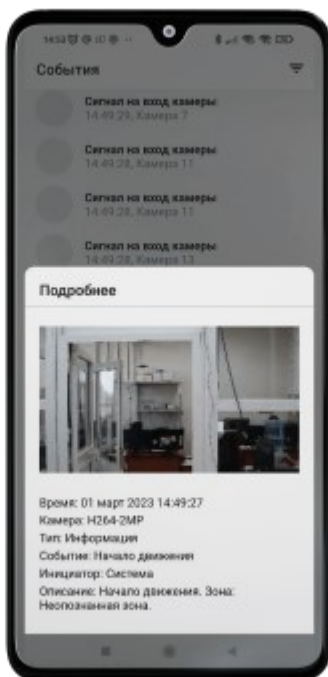 14:53
События
Сигнал на вход камеры
14:49:28, Камера 7
Сигнал на вход камеры
14:49:28, Камера 11
Сигнал на вход камеры
14:49:28, Камера 11
Сигнал на вход камеры
14:49:28, Камера 13
Подробнее
Время: 01 март 2023 14:49:27
Камера: H264-2MP
Тип: Информация
Событие: Начало движения
Инициатор: Система
Описание: Начало движения. Зона:
Неопознанная зона.